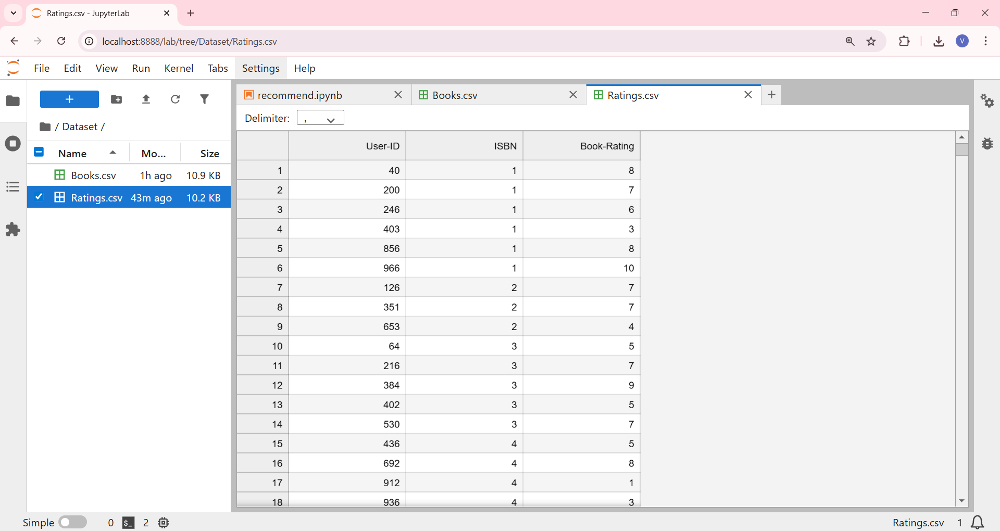 Ratings.csv - JupyterLab
localhost:8888/lab/tree/Dataset/Ratings.csv
V
File Edit View Run Kernel Tabs Settings Help
recommend.ipynb Books.csv Ratings.csv
/ Dataset /
Delimiter: ,
Name Mo... Size
Books.csv 1h ago 10.9 KB
Ratings.csv 43m ago 10.2 KB
User-ID ISBN Book-Rating
1 40 1 8
2 200 1 7
3 246 1 6
4 403 1 3
5 856 1 8
6 966 1 10
7 126 2 7
8 351 2 7
9 653 2 4
10 64 3 5
11 216 3 7
12 384 3 9
13 402 3 5
14 530 3 7
15 436 4 5
16 692 4 8
17 912 4 1
18 936 4 3
Simple 0 $_ 2 Ratings.csv 1